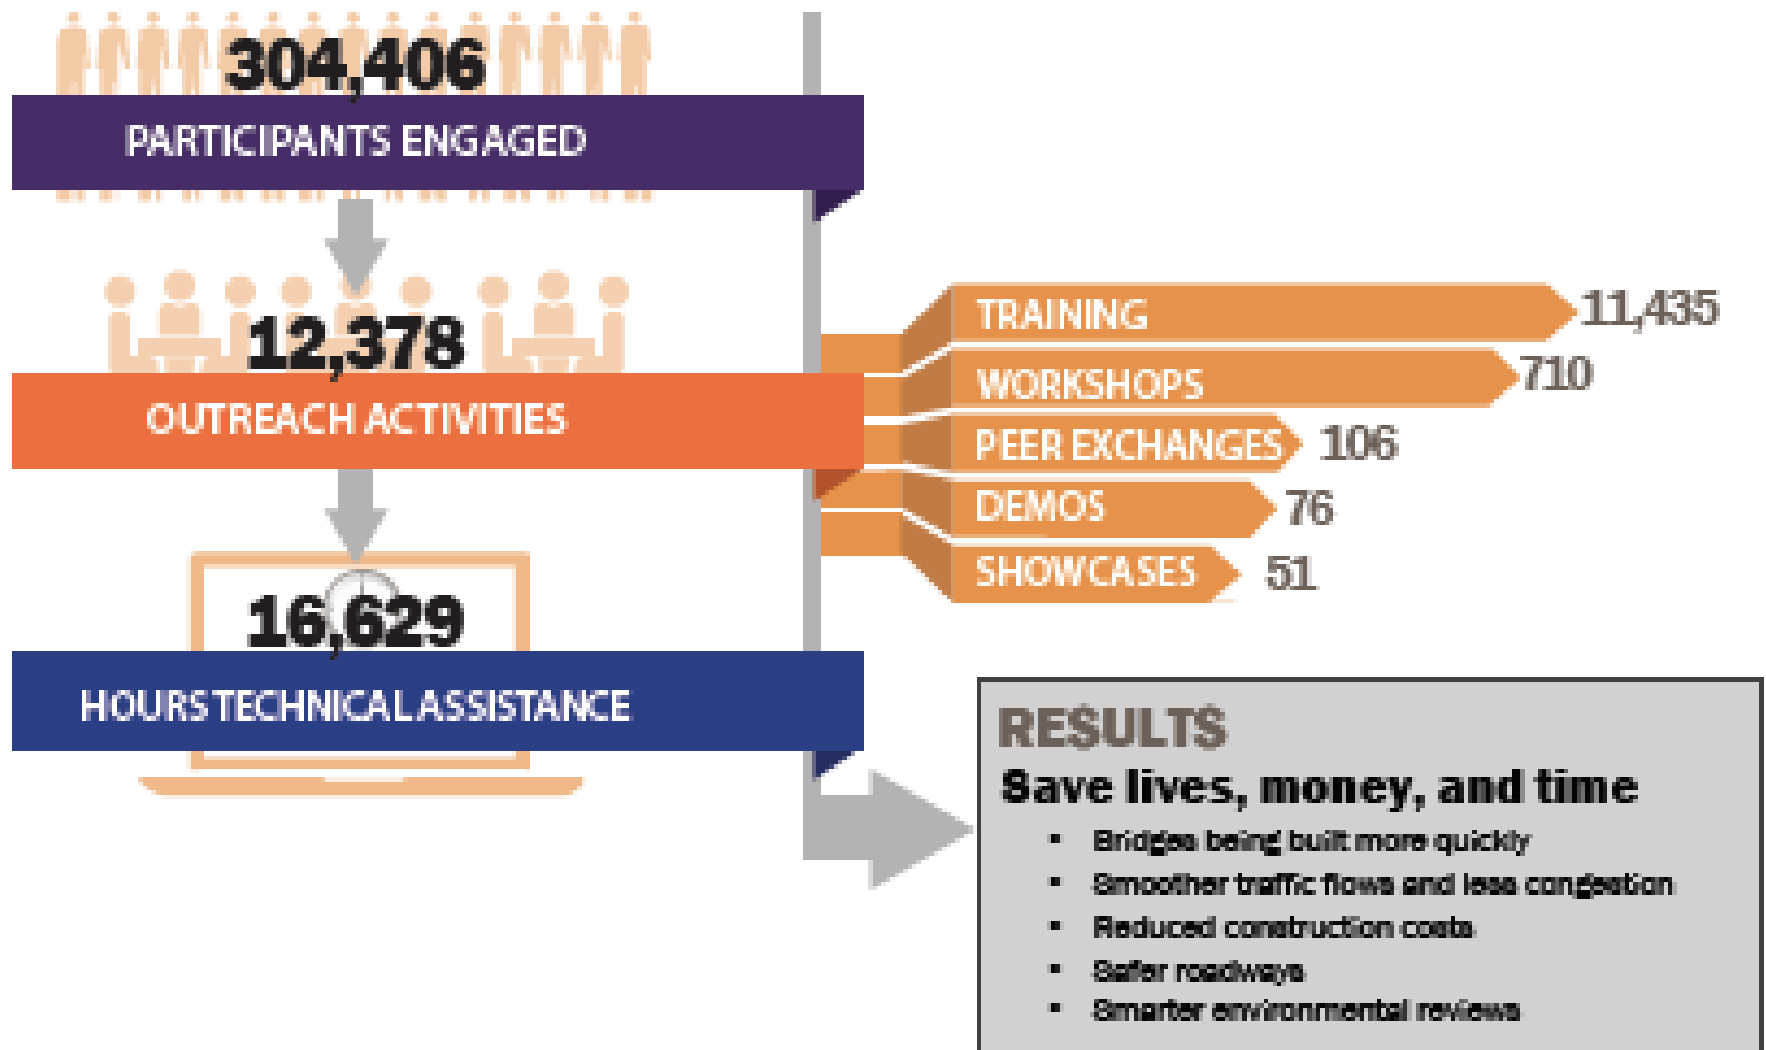 304,406
PARTICIPANTS ENGAGED
12,378
OUTREACH ACTIVITIES
TRAINING 11,435
WORKSHOPS 710
PEER EXCHANGES 106
DEMOS 76
SHOWCASES 51
16,629
HOURS TECHNICAL ASSISTANCE
RESULTS
Save lives, money, and time
▪ Bridges being built more quickly
▪ Smoother traffic flows and less congestion
▪ Reduced construction costs
▪ Safer roadways
▪ Smarter environmental reviews